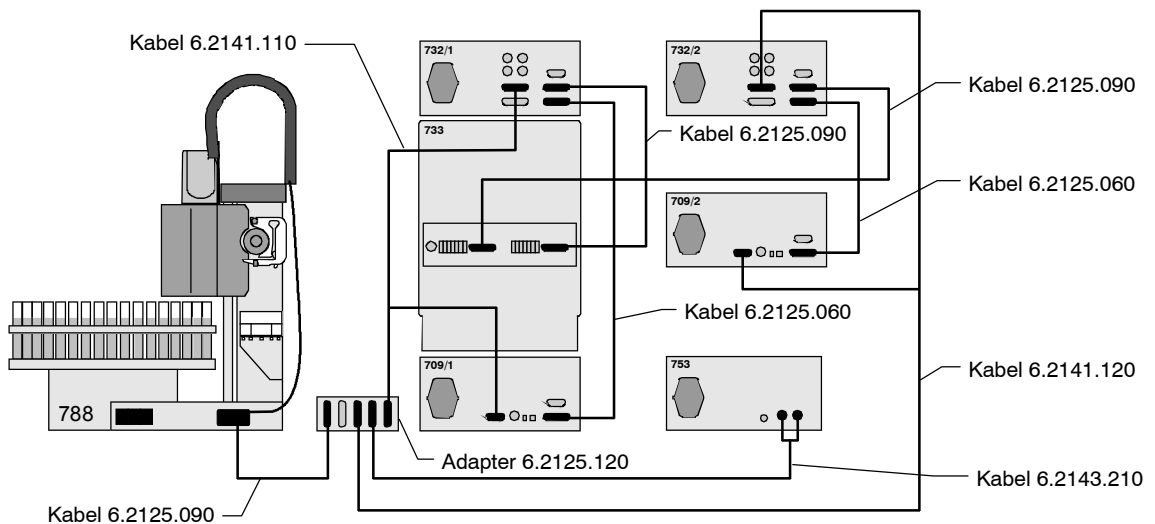 Kabel 6.2141.110
732/1
732/2
Kabel 6.2125.090
733
Kabel 6.2125.090
Kabel 6.2125.060
709/2
Kabel 6.2125.060
709/1
753
Kabel 6.2141.120
788
Adapter 6.2125.120
Kabel 6.2143.210
Kabel 6.2125.090